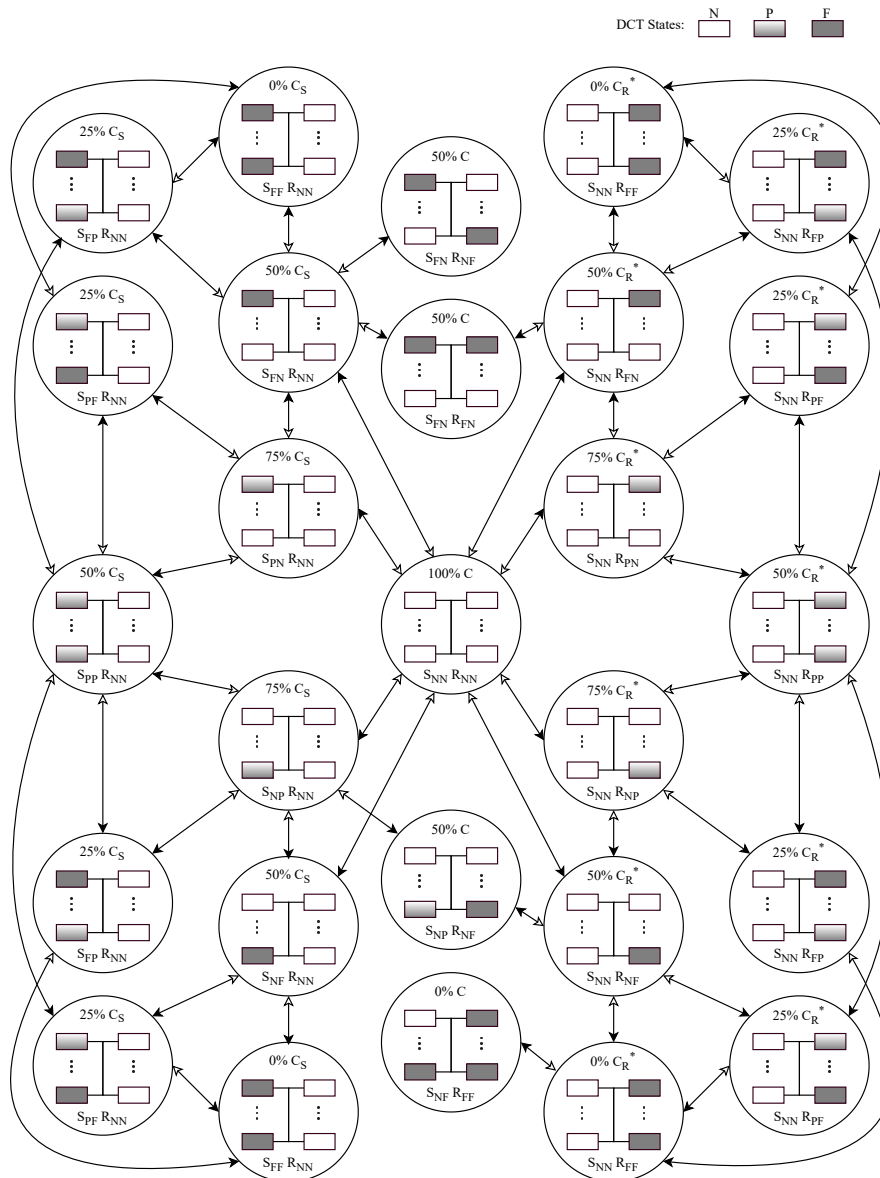 DCT States: N P F
0% C_S
S_FF R_NN
0% C_R*
S_NN R_FF
25% C_S
S_FP R_NN
50% C
S_FN R_NF
25% C_R*
S_NN R_FP
50% C_S
S_FN R_NN
50% C_R*
S_NN R_FN
25% C_S
S_PF R_NN
50% C
S_FN R_FN
25% C_R*
S_NN R_PF
75% C_S
S_PN R_NN
75% C_R*
S_NN R_PN
50% C_S
S_PP R_NN
100% C
S_NN R_NN
50% C_R*
S_NN R_PP
75% C_S
S_NP R_NN
75% C_R*
S_NN R_NP
25% C_S
S_FP R_NN
50% C
S_NP R_NF
25% C_R*
S_NN R_FP
50% C_S
S_NF R_NN
50% C_R*
S_NN R_NF
25% C_S
S_PF R_NN
0% C
S_NF R_FF
25% C_R*
S_NN R_PF
0% C_S
S_FF R_NN
0% C_R*
S_NN R_FF